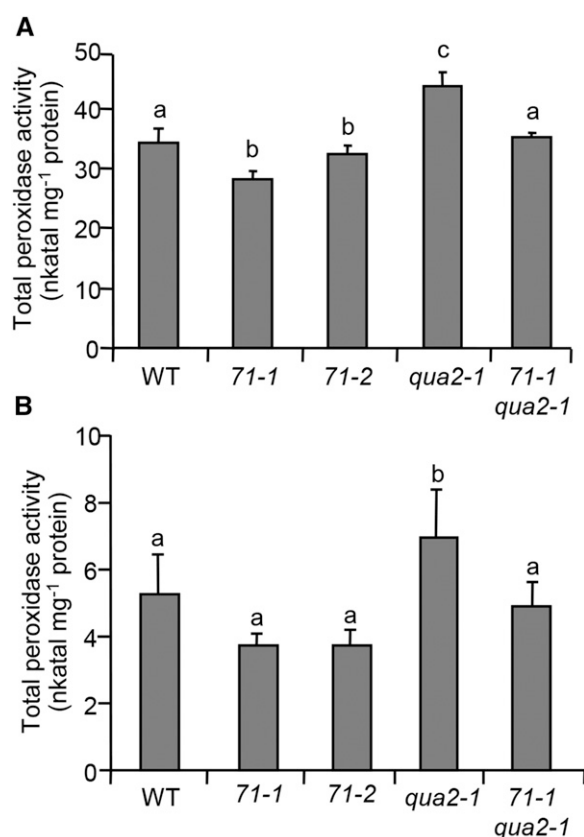 A
Total peroxidase activity
(nkatal mg⁻¹ protein)
50
40
30
20
10
0
a
b
b
c
a
WT
71-1
71-2
qua2-1
71-1
qua2-1
B
Total peroxidase activity
(nkatal mg⁻¹ protein)
10
8
6
4
2
0
a
a
a
b
a
WT
71-1
71-2
qua2-1
71-1
qua2-1